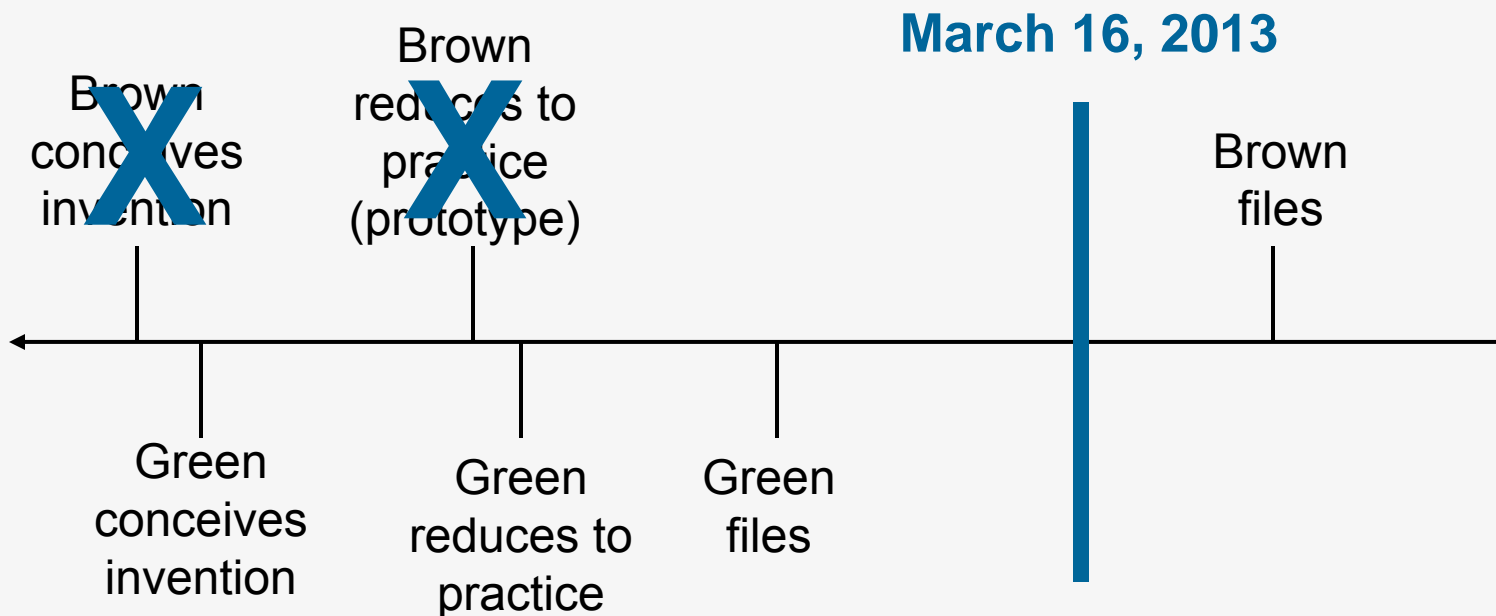 March 16, 2013
Brown
conceives
invention
X
Brown
reduces to
practice
(prototype)
X
Brown
files
Green
conceives
invention
Green
reduces to
practice
Green
files